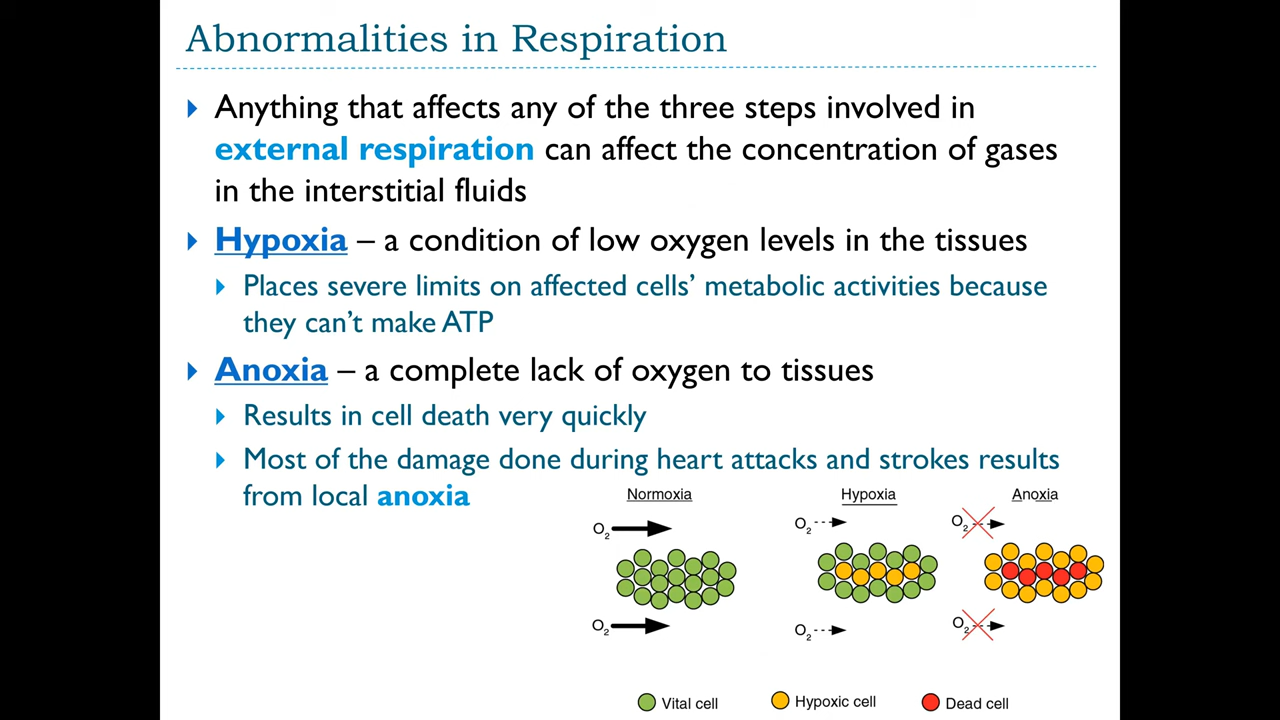 Abnormalities in Respiration
Anything that affects any of the three steps involved in
external respiration can affect the concentration of gases
in the interstitial fluids
Hypoxia – a condition of low oxygen levels in the tissues
Places severe limits on affected cells’ metabolic activities because
they can’t make ATP
Anoxia – a complete lack of oxygen to tissues
Results in cell death very quickly
Most of the damage done during heart attacks and strokes results
from local anoxia
Normoxia Hypoxia Anoxia
O2 O2 O2
O2 O2 O2
Vital cell Hypoxic cell Dead cell